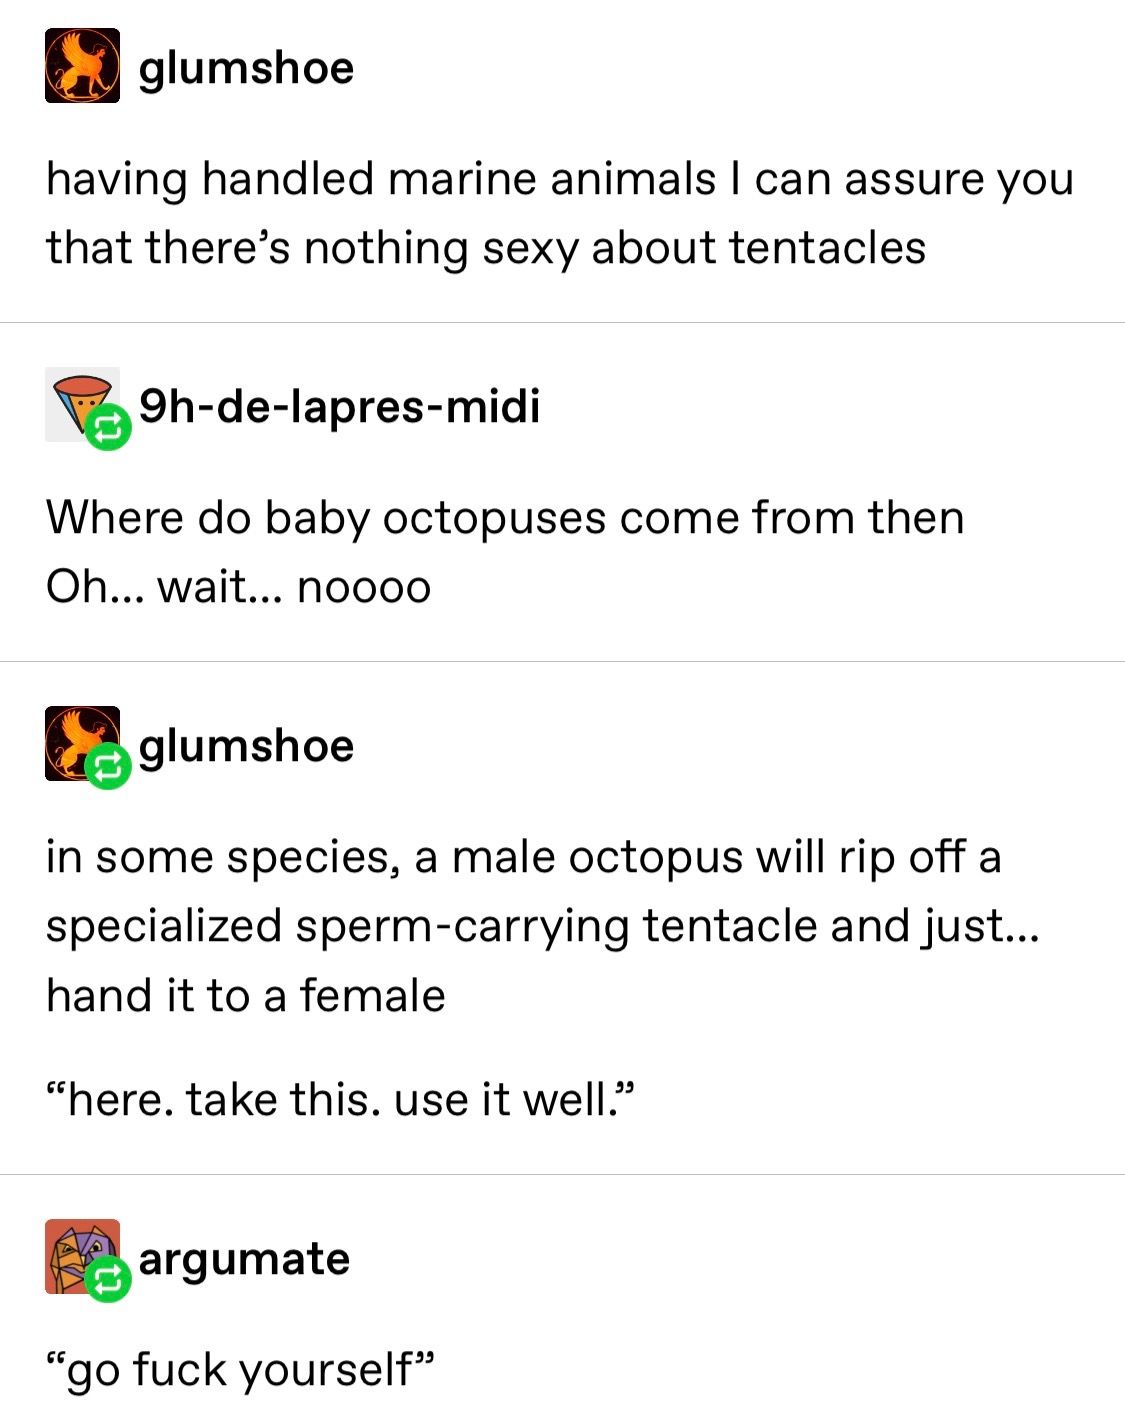 glumshoe
having handled marine animals I can assure you
that there’s nothing sexy about tentacles
9h-de-lapres-midi
Where do baby octopuses come from then
Oh... wait... noooo
glumshoe
in some species, a male octopus will rip off a
specialized sperm-carrying tentacle and just...
hand it to a female
“here. take this. use it well.”
argumate
“go fuck yourself”